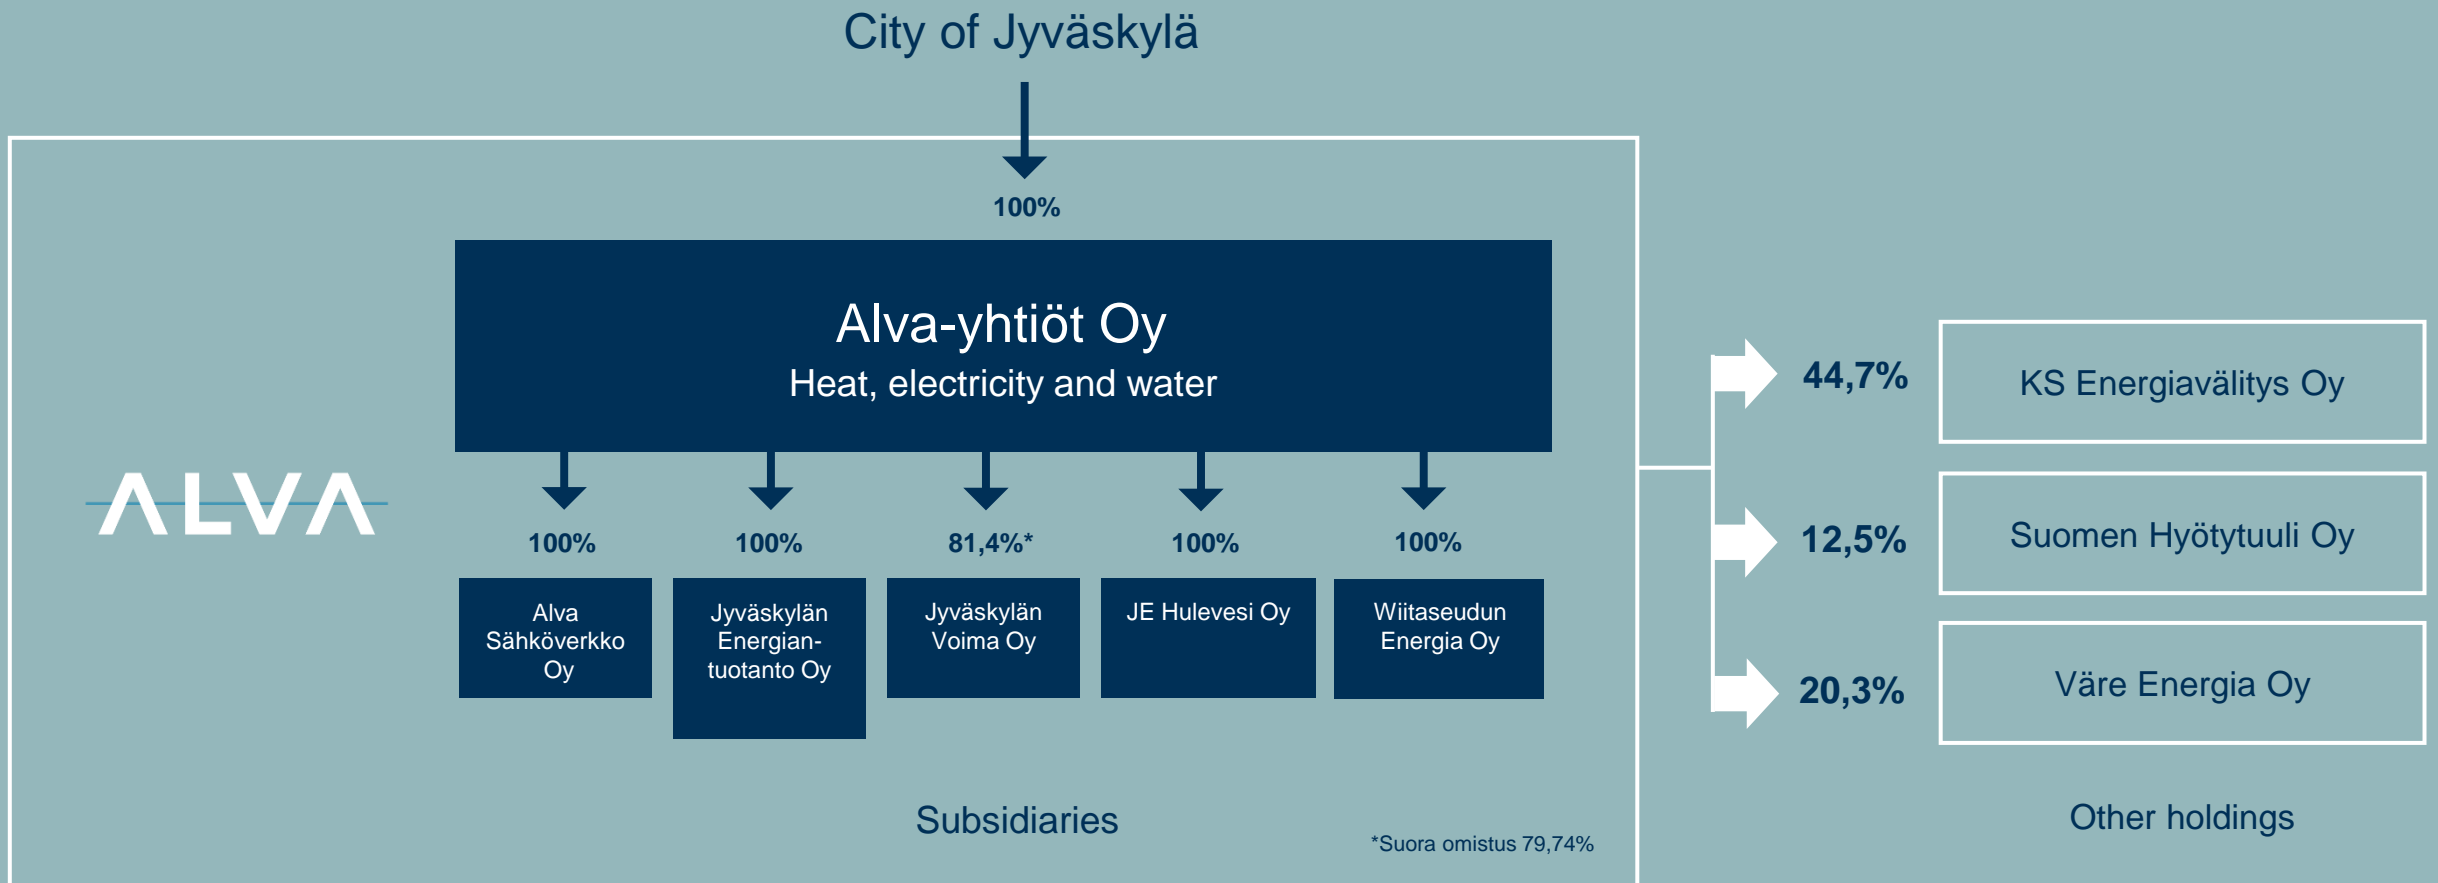 City of Jyväskylä
100%
Alva-yhtiöt Oy
Heat, electricity and water
ALVA
100%
100%
81,4%*
100%
100%
Alva
Sähköverkko
Oy
Jyväskylän
Energian-
tuotanto Oy
Jyväskylän
Voima Oy
JE Hulevesi Oy
Wiitaseudun
Energia Oy
Subsidiaries
*Suora omistus 79,74%
44,7%
KS Energiavälitys Oy
12,5%
Suomen Hyötytuuli Oy
20,3%
Väre Energia Oy
Other holdings